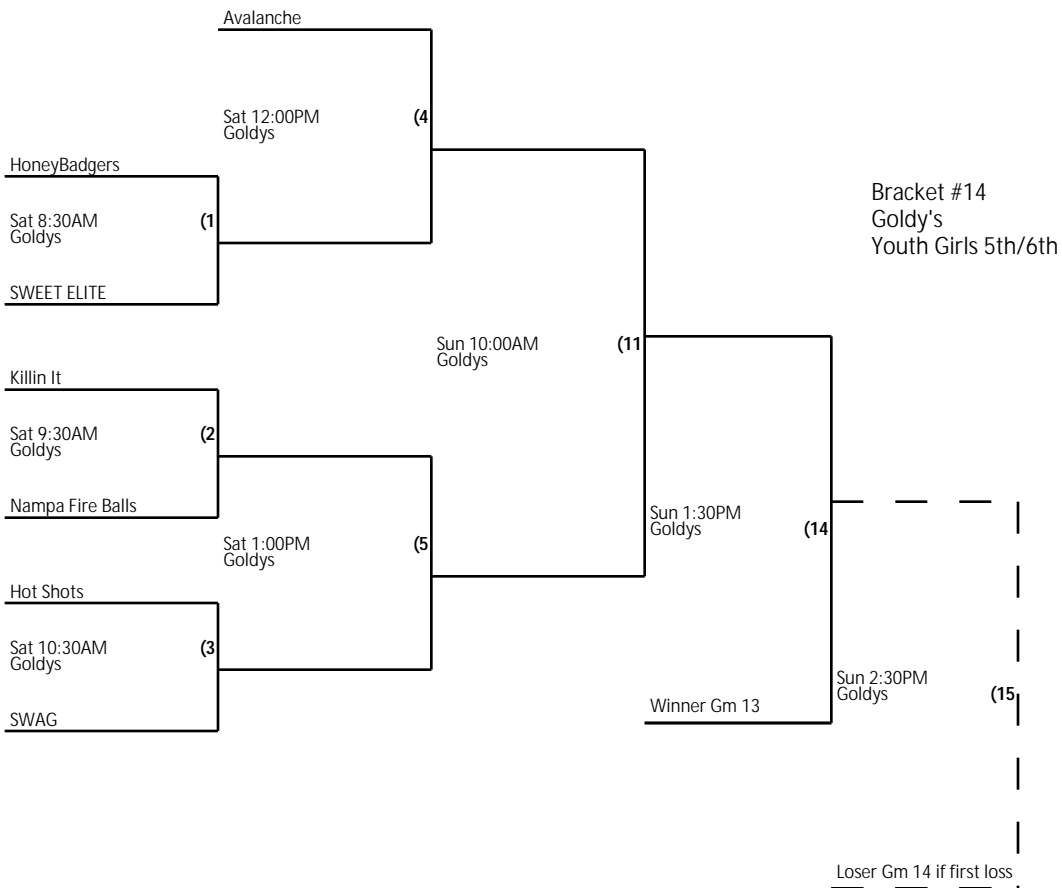 Avalanche
Sat 12:00PM (4
Goldys
HoneyBadgers
Sat 8:30AM (1
Goldys
SWEET ELITE
Bracket #14
Goldy's
Youth Girls 5th/6th
Sun 10:00AM (11
Goldys
Killin It
Sat 9:30AM (2
Goldys
Nampa Fire Balls
Sat 1:00PM (5
Goldys
Sun 1:30PM (14
Goldys
Hot Shots
Sat 10:30AM (3
Goldys
SWAG
Winner Gm 13
Sun 2:30PM (15
Goldys
Loser Gm 14 if first loss